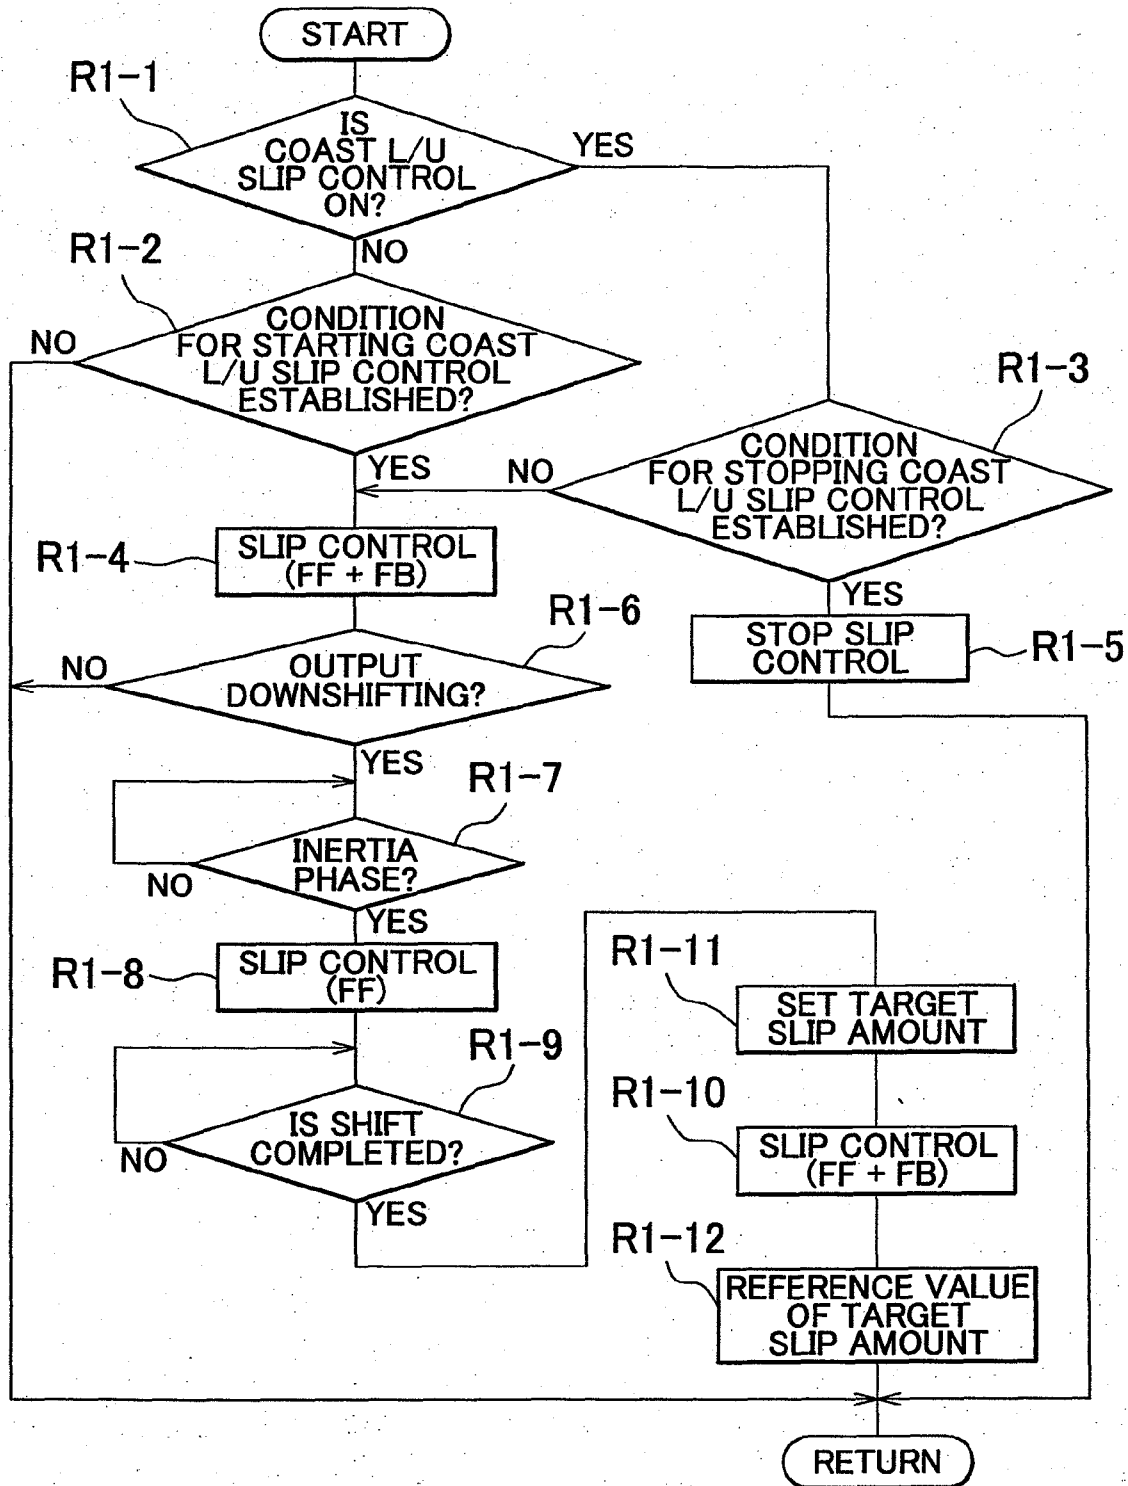 START
R1-1
IS
COAST L/U
SLIP CONTROL
ON?
YES
NO
R1-2
CONDITION
FOR STARTING COAST
L/U SLIP CONTROL
ESTABLISHED?
NO
YES
R1-3
CONDITION
FOR STOPPING COAST
L/U SLIP CONTROL
ESTABLISHED?
NO
YES
R1-4
SLIP CONTROL
(FF + FB)
R1-5
STOP SLIP
CONTROL
R1-6
OUTPUT
DOWNSHIFTING?
NO
YES
R1-7
INERTIA
PHASE?
NO
YES
R1-8
SLIP CONTROL
(FF)
R1-9
IS SHIFT
COMPLETED?
NO
YES
R1-11
SET TARGET
SLIP AMOUNT
R1-10
SLIP CONTROL
(FF + FB)
R1-12
REFERENCE VALUE
OF TARGET
SLIP AMOUNT
RETURN